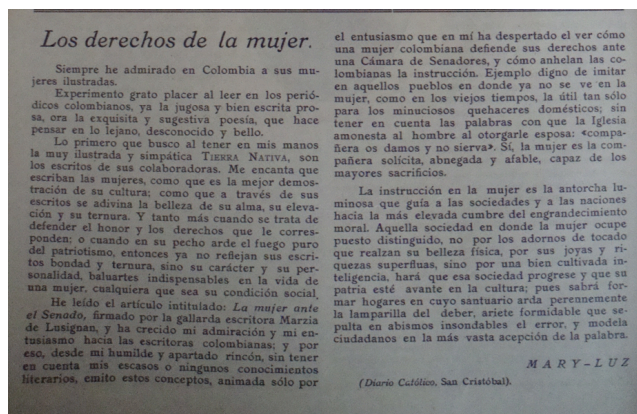 Los derechos de la mujer.
Siempre he admirado en Colombia a sus mu-
jeres ilustradas.
Experimento grato placer al leer en los perió-
dicos colombianos, ya la jugosa y bien escrita pro-
sa, ora la exquisita y sugestiva poesía, que hace
pensar en lo lejano, desconocido y bello.
Lo primero que busco al tener en mis manos
la muy ilustrada y simpática TIERRA NATIVA, son
los escritos de sus colaboradoras. Me encanta que
escriban las mujeres, como que es la mejor demos-
tración de su cultura; como que a través de sus
escritos se adivina la belleza de su alma, su eleva-
ción y su ternura. Y tanto más cuando se trata de
defender el honor y los derechos que le corres-
ponden; o cuando en su pecho arde el fuego puro
del patriotismo, entonces ya no reflejan sus escri-
tos bondad y ternura, sino su carácter y su per-
sonalidad, baluartes indispensables en la vida de
una mujer, cualquiera que sea su condición social.
He leído el artículo intitulado: La mujer ante
el Senado, firmado por la gallarda escritora Marzia
de Lusignan, y ha crecido mi admiración y mi en-
tusiasmo hacia las escritoras colombianas; y por
eso, desde mi humilde y apartado rincón, sin tener
en cuenta mis escasos o ningunos conocimientos
literarios, emito estos conceptos, animada sólo por
el entusiasmo que en mí ha despertado el ver cómo
una mujer colombiana defiende sus derechos ante
una Cámara de Senadores, y cómo anhelan las co-
lombianas la instrucción. Ejemplo digno de imitar
en aquellos pueblos en donde ya no se ve en la
mujer, como en los viejos tiempos, la útil tan sólo
para los minuciosos quehaceres domésticos; sin
tener en cuenta las palabras con que la Iglesia
amonesta al hombre al otorgarle esposa: «compa-
ñera os damos y no sierva». Sí, la mujer es la com-
pañera solícita, abnegada y afable, capaz de los
mayores sacrificios.
La instrucción en la mujer es la antorcha lu-
minosa que guía a las sociedades y a las naciones
hacia la más elevada cumbre del engrandecimiento
moral. Aquella sociedad en donde la mujer ocupe
puesto distinguido, no por los adornos de tocado
que realzan su belleza física, por sus joyas y ri-
quezas superfluas, sino por una bien cultivada in-
teligencia, hará que esa sociedad progrese y que su
patria esté avante en la cultura; pues sabrá for-
mar hogares en cuyo santuario arda perennemente
la lamparilla del deber, ariete formidable que se-
pulta en abismos insondables el error, y modela
ciudadanos en la más vasta acepción de la palabra.
MARY-LUZ
(Diario Católico, San Cristóbal).